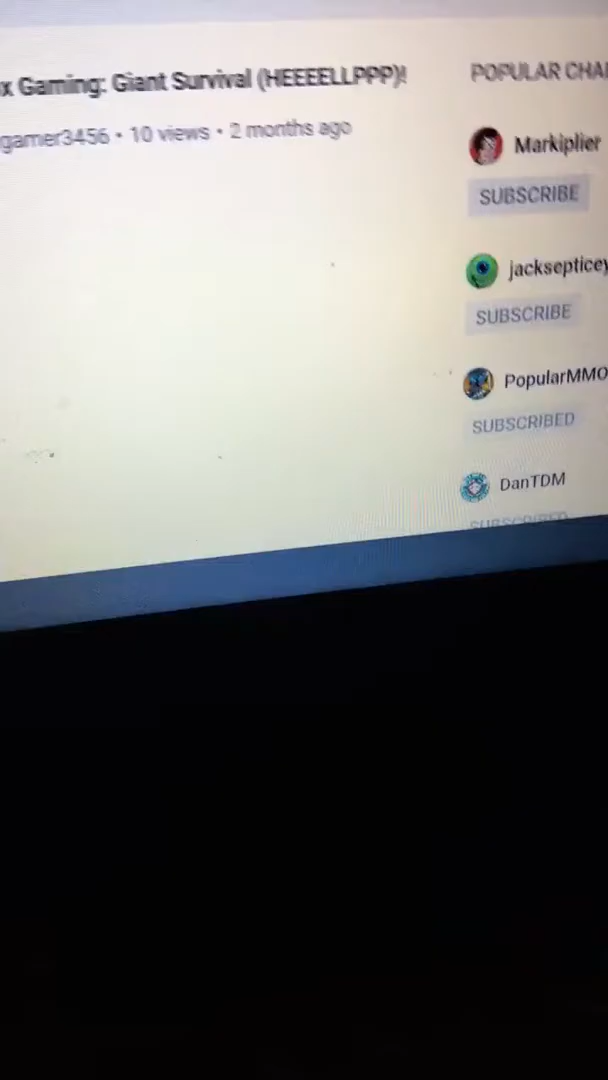 x Gaming: Giant Survival (HEEEELLPPP)!
gamer3456 • 10 views • 2 months ago
POPULAR CHA
Markiplier
SUBSCRIBE
jacksepticey
SUBSCRIBE
PopularMMO
SUBSCRIBED
DanTDM
SUBSCRIBED